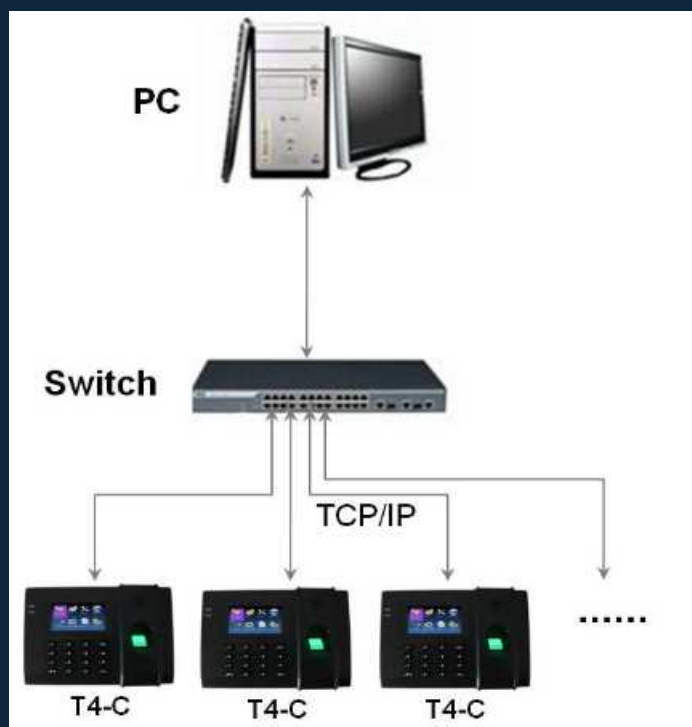 PC
Switch
TCP/IP
......
T4-C
T4-C
T4-C